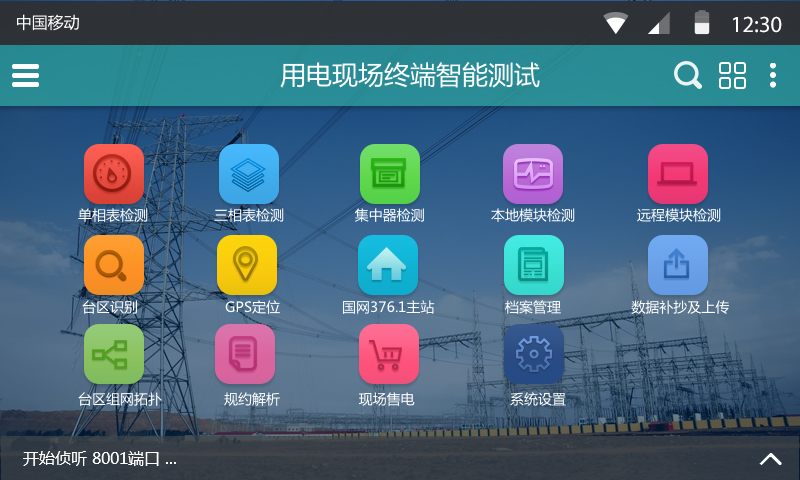 中国移动
12:30
用电现场终端智能测试
单相表检测
三相表检测
集中器检测
本地模块检测
远程模块检测
台区识别
GPS定位
国网376.1主站
档案管理
数据补抄及上传
台区组网拓扑
规约解析
现场售电
系统设置
开始侦听 8001端口 ...